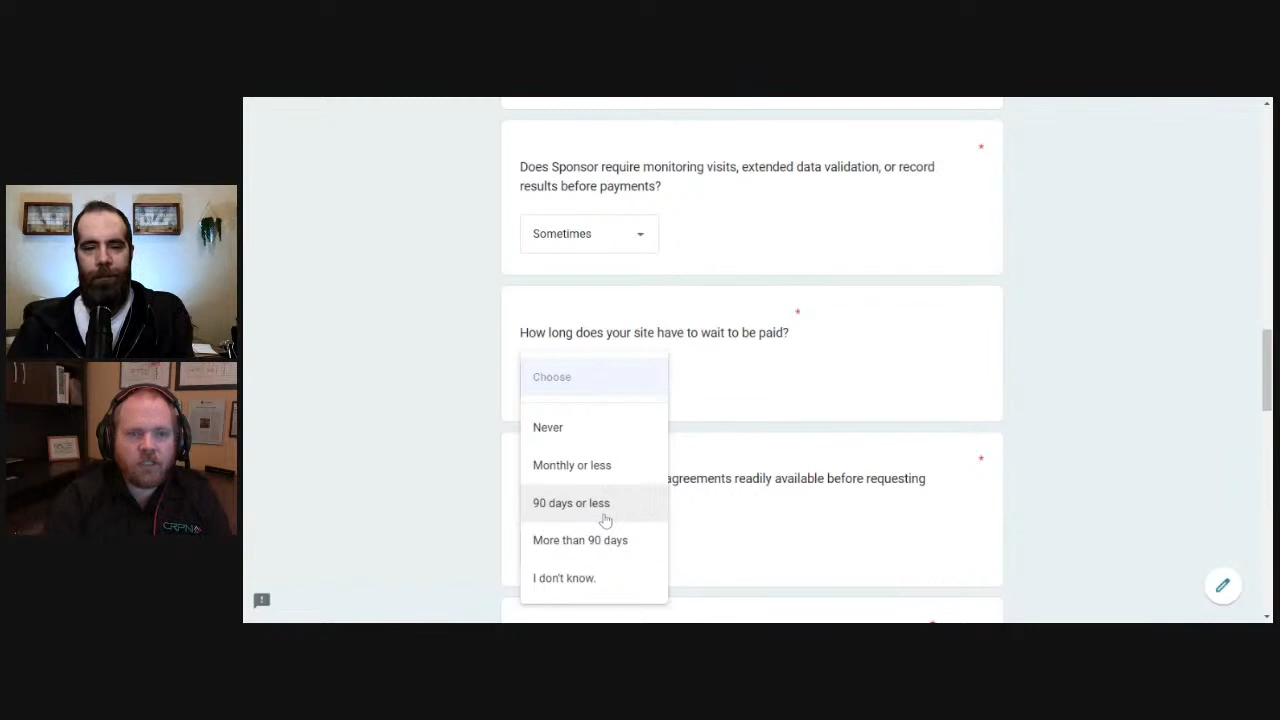 *
Does Sponsor require monitoring visits, extended data validation, or record
results before payments?
Sometimes
*
How long does your site have to wait to be paid?
Choose
Never
Monthly or less
*
agreements readily available before requesting
90 days or less
More than 90 days
I don't know.
CRPN